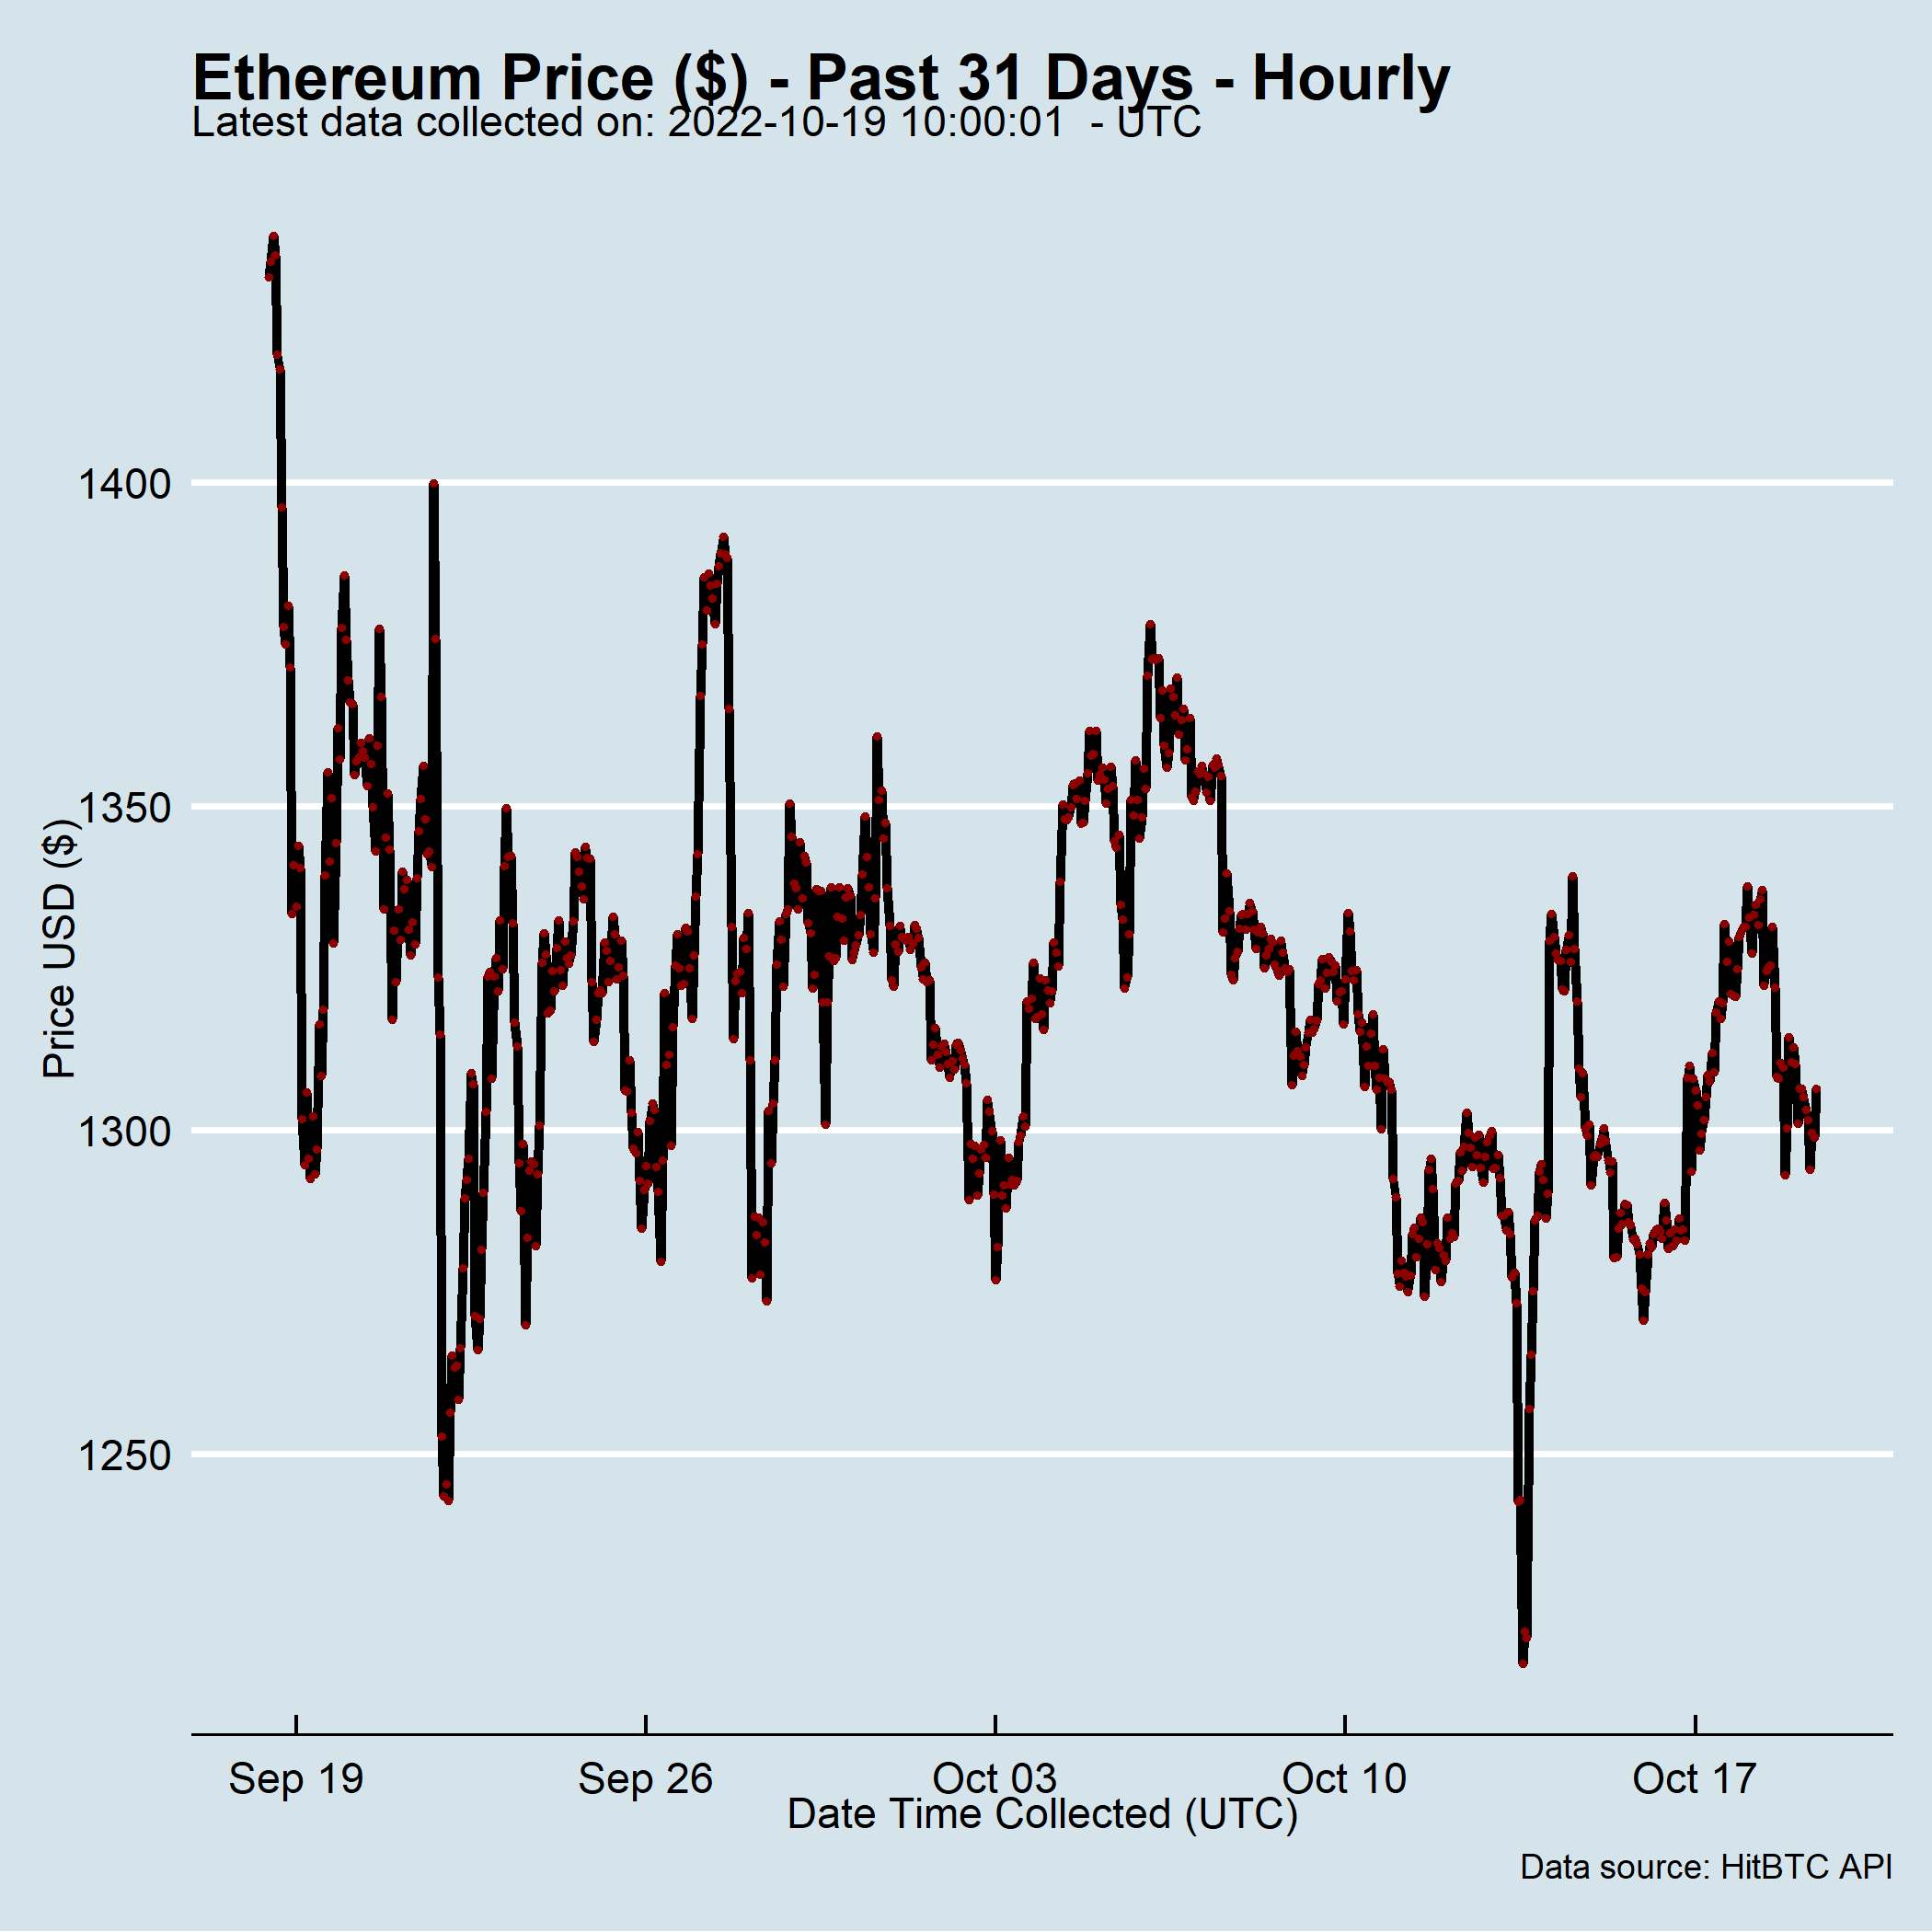 Ethereum Price ($) - Past 31 Days - Hourly
Latest data collected on: 2022-10-19 10:00:01  - UTC
Price USD ($)
1400
1350
1300
1250
Sep 19
Sep 26
Oct 03
Oct 10
Oct 17
Date Time Collected (UTC)
Data source: HitBTC API